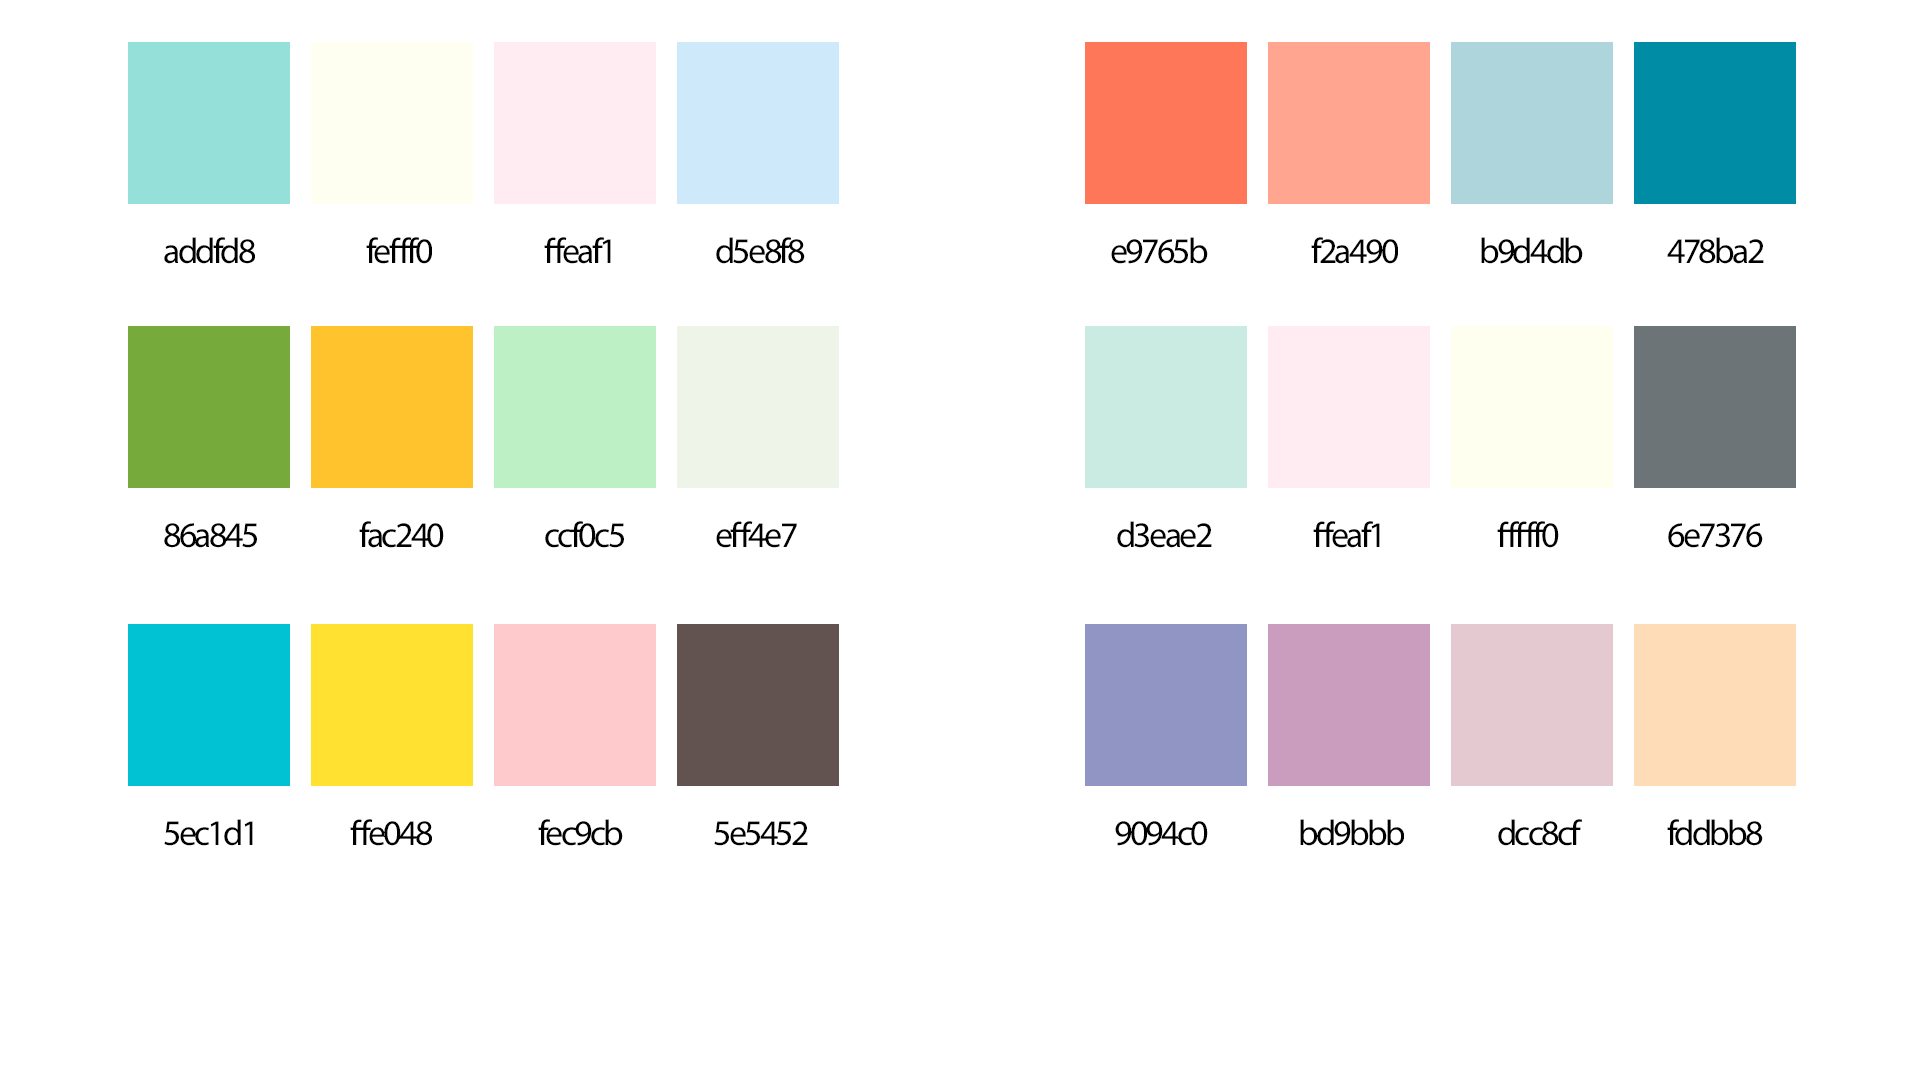 addfd8 fefff0 ffeaf1 d5e8f8
e9765b f2a490 b9d4db 478ba2
86a845 fac240 ccf0c5 eff4e7
d3eae2 ffeaf1 fffff0 6e7376
5ec1d1 ffe048 fec9cb 5e5452
9094c0 bd9bbb dcc8cf fddbb8